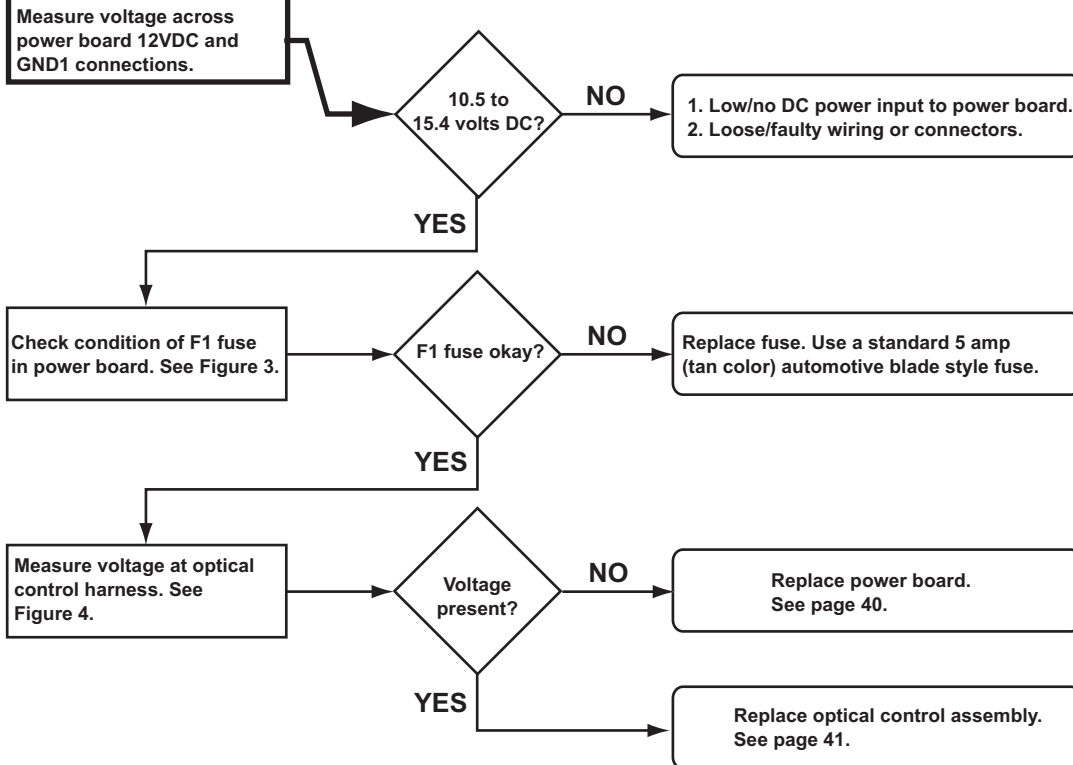 Measure voltage across
power board 12VDC and
GND1 connections.
10.5 to
15.4 volts DC?
NO
1. Low/no DC power input to power board.
2. Loose/faulty wiring or connectors.
YES
Check condition of F1 fuse
in power board. See Figure 3.
F1 fuse okay?
NO
Replace fuse. Use a standard 5 amp
(tan color) automotive blade style fuse.
YES
Measure voltage at optical
control harness. See
Figure 4.
Voltage
present?
NO
Replace power board.
See page 40.
YES
Replace optical control assembly.
See page 41.